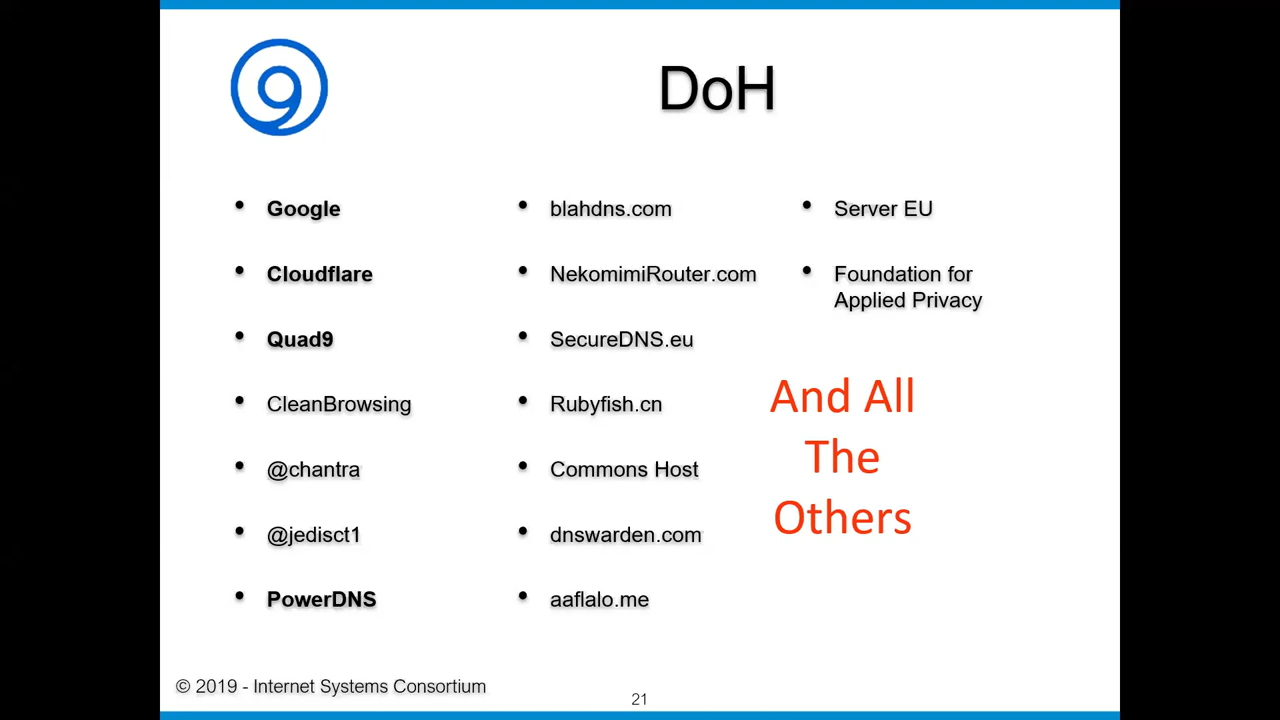 DoH
Google
Cloudflare
Quad9
CleanBrowsing
@chantra
@jedisct1
PowerDNS
blahdns.com
NekomimiRouter.com
SecureDNS.eu
Rubyfish.cn
Commons Host
dnswarden.com
aaflalo.me
Server EU
Foundation for
Applied Privacy
And All
The
Others
© 2019 - Internet Systems Consortium
21